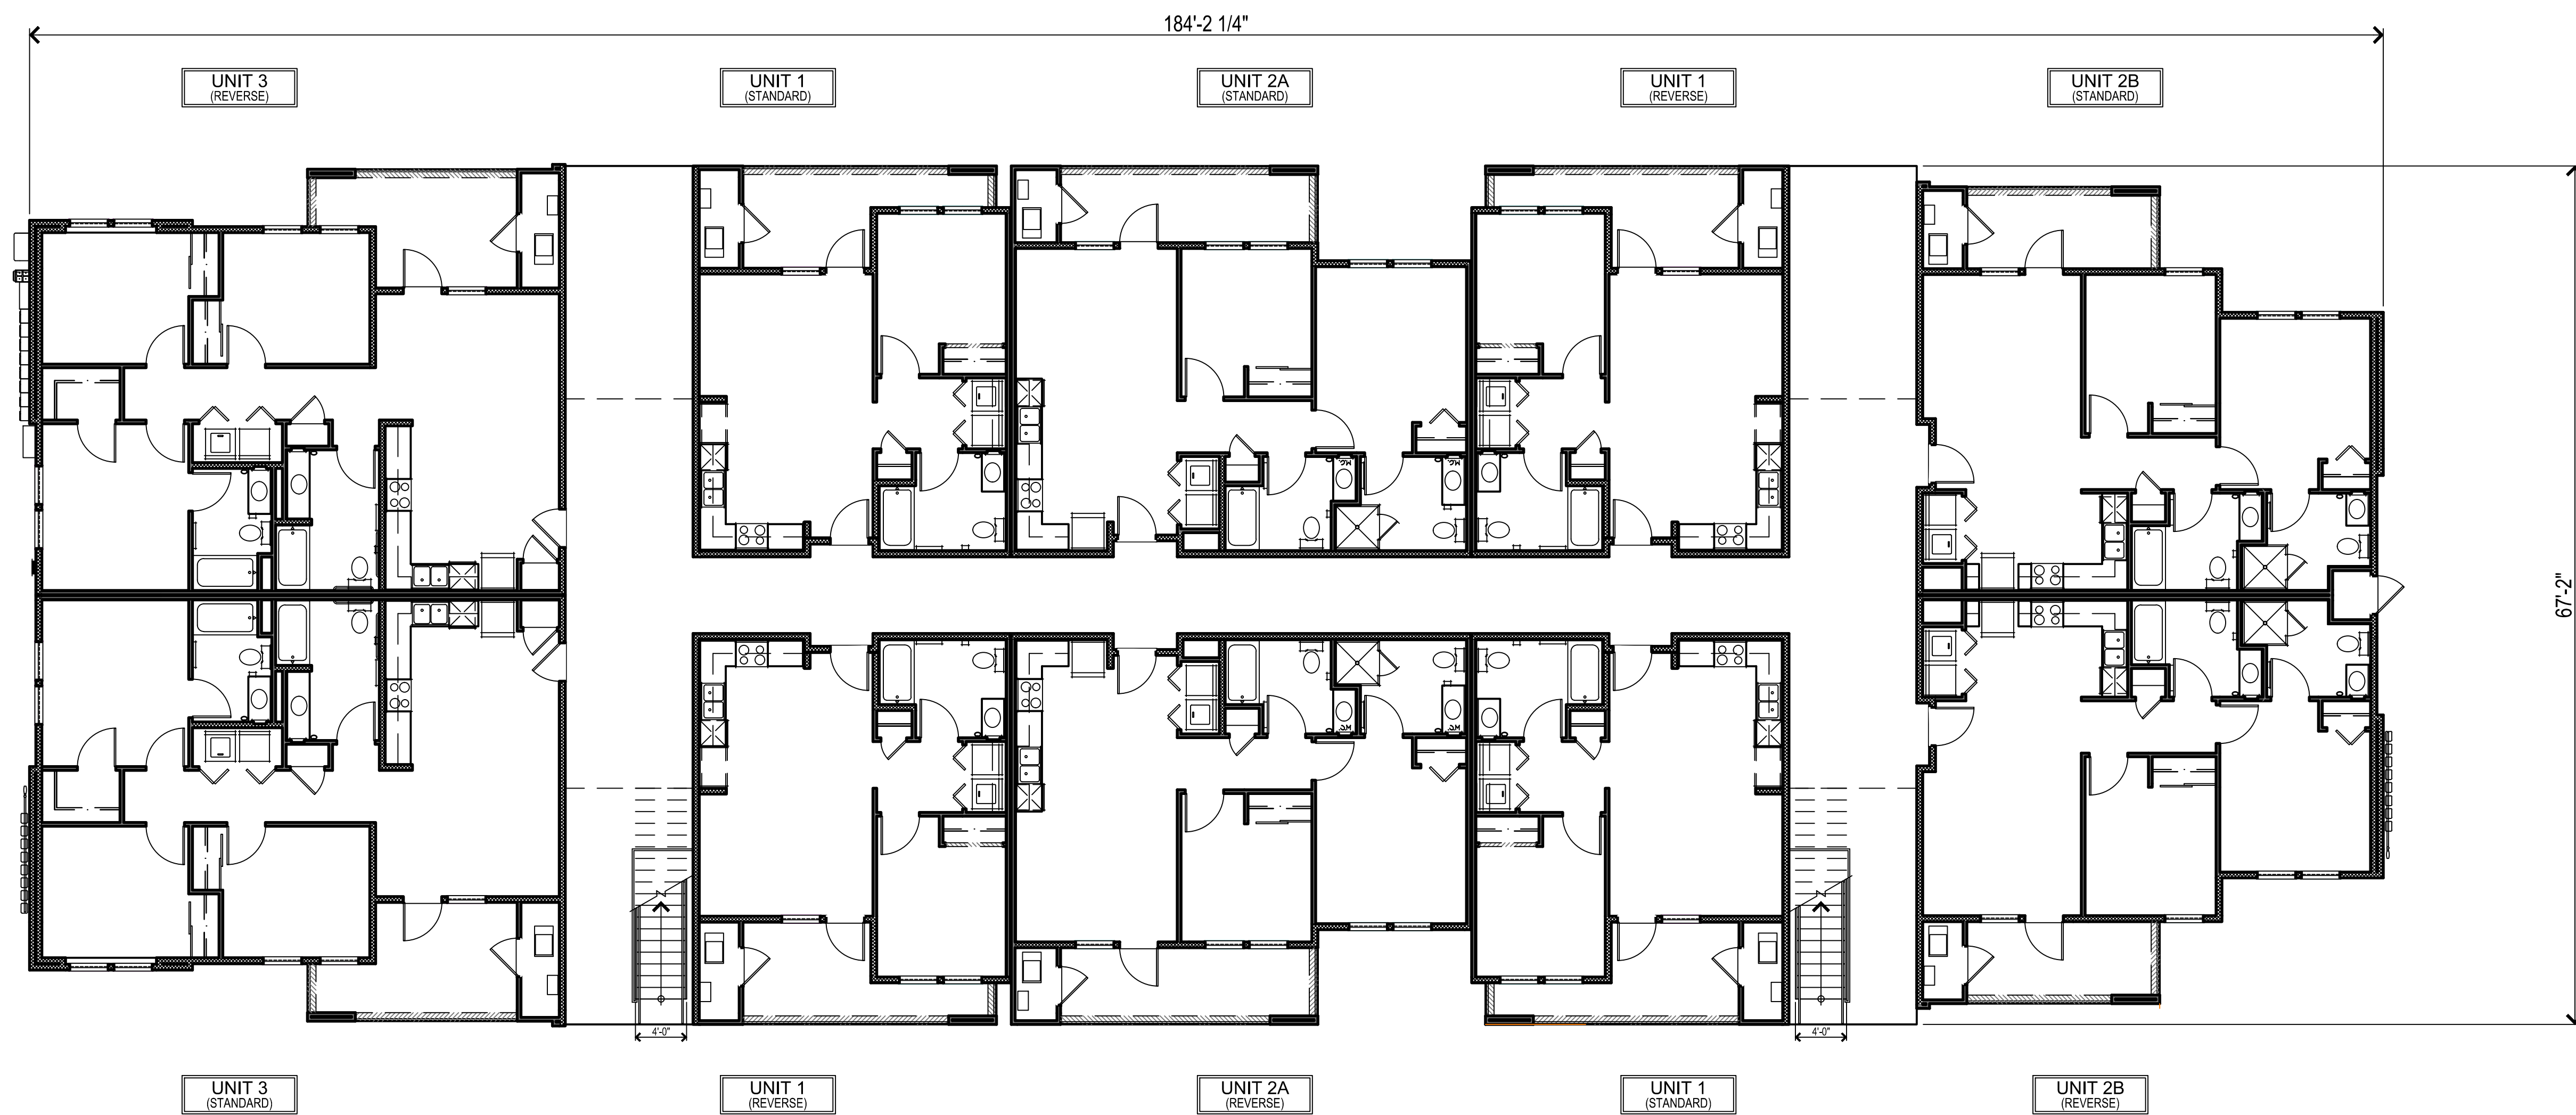 184'-2 1/4"
UNIT 3
(REVERSE)
UNIT 1
(STANDARD)
UNIT 2A
(STANDARD)
UNIT 1
(REVERSE)
UNIT 2B
(STANDARD)
67'-2"
4'-0"
4'-0"
UNIT 3
(STANDARD)
UNIT 1
(REVERSE)
UNIT 2A
(REVERSE)
UNIT 1
(STANDARD)
UNIT 2B
(REVERSE)